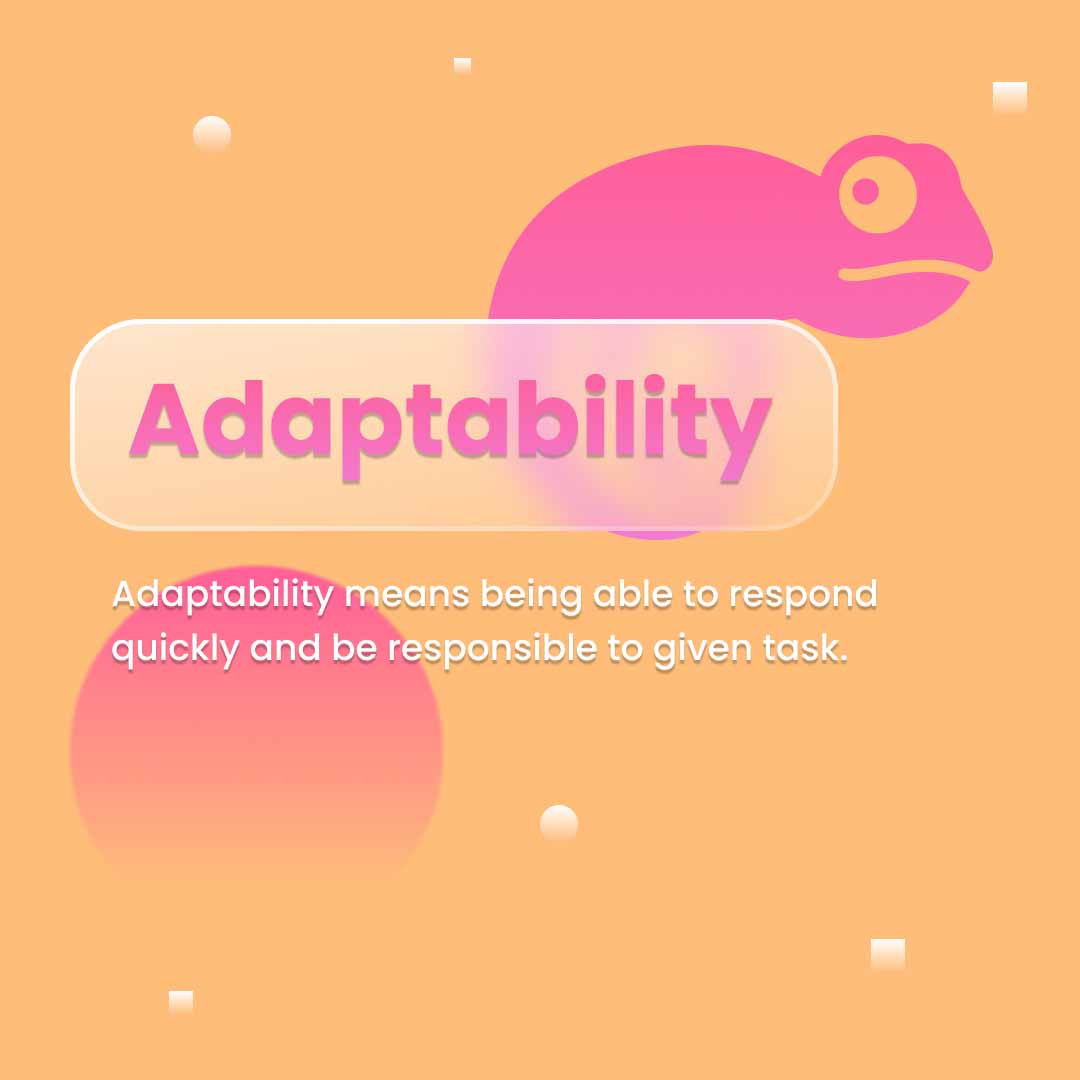 Adaptability
Adaptability means being able to respond
quickly and be responsible to given task.